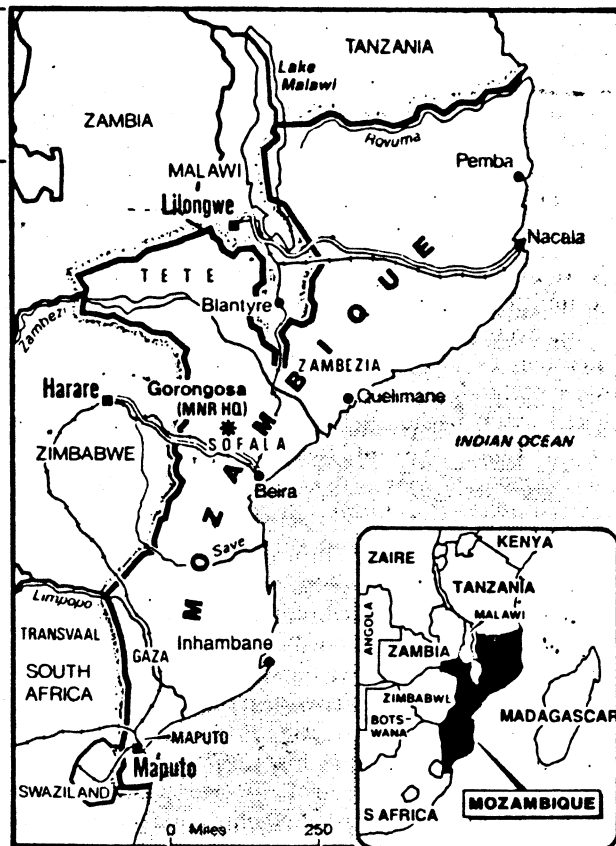 TANZANIA
Lake
Malawi
ZAMBIA
Rovuma
MALAWI
Pemba
Lilongwe
Nacala
TETE
Blantyre
MOZAMBIQUE
Zambezi
ZAMBEZIA
Harare
Gorongosa
(MNR HQ)
Quelimane
SOFALA
ZIMBABWE
INDIAN OCEAN
Beira
Save
Limpopo
TRANSVAAL
Inhambane
GAZA
SOUTH
AFRICA
MAPUTO
Maputo
SWAZILAND
0 Miles 250
KENYA
ZAIRE
TANZANIA
MALAWI
ANGOLA
ZAMBIA
ZIMBABWE
BOTS-
WANA
MADAGASCAR
S AFRICA
MOZAMBIQUE